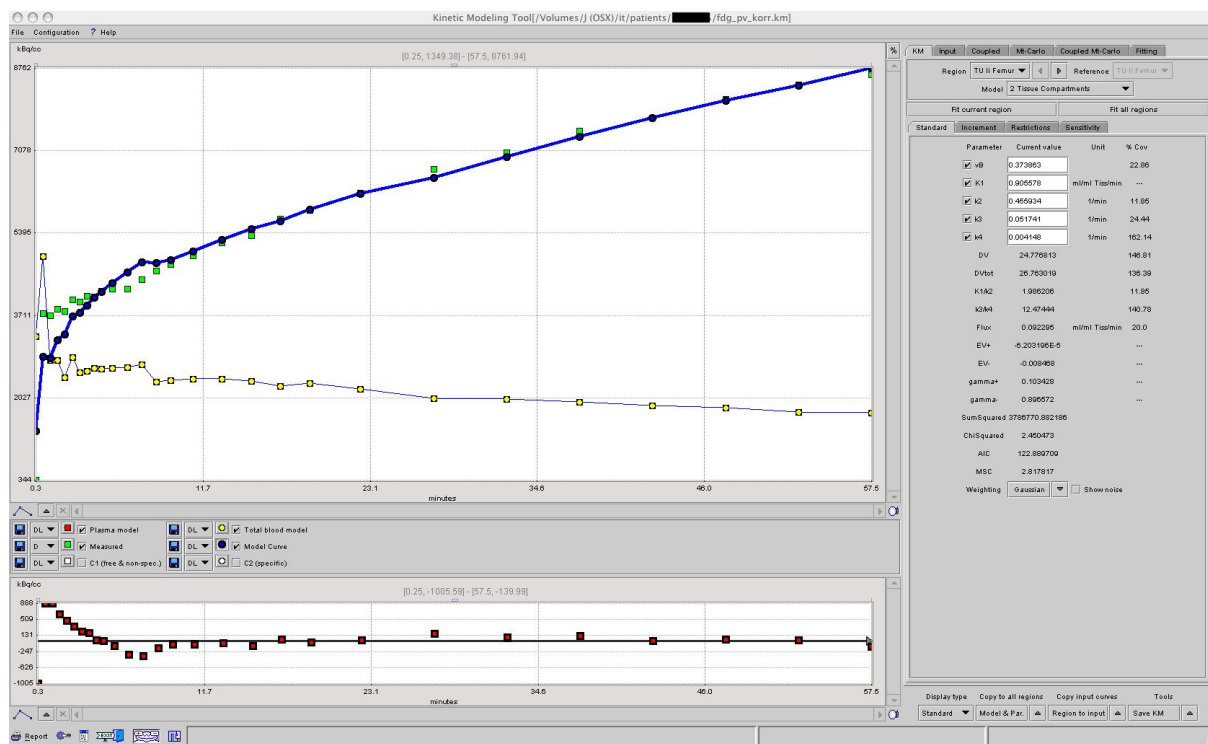 Kinetic Modeling Tool[/Volumes/J (OSX)/it/patients/ /fdg_pv_korr.km]
File Configuration ? Help
kBq/cc
[0.25, 1349.38] - [57.5, 8761.94]
%
8762
7078
5395
3711
2027
344
0.3 11.7 23.1 34.6 46.0 57.5
minutes
DL Plasma model DL Total blood model
D Measured DL Model Curve
DL C1 (free & non-spec.) DL C2 (specific)
kBq/cc
[0.25, -1005.59] - [57.5, -139.99]
888
509
131
-247
-626
-1005
0.3 11.7 23.1 34.6 46.0 57.5
minutes
Report
KM Input Coupled Mt-Carlo Coupled Mt-Carlo Fitting
Region TU li Femur Reference TU li Femur
Model 2 Tissue Compartments
Fit current region Fit all regions
Standard Increment Restrictions Sensitivity
Parameter Current value Unit % Cov
vB 0.373863 22.86
K1 0.905578 ml/ml Tiss/min ---
k2 0.455934 1/min 11.85
k3 0.051741 1/min 24.44
k4 0.004148 1/min 162.14
DV 24.776813 146.81
DVtot 26.763019 136.39
K1/k2 1.986206 11.85
k3/k4 12.47444 140.78
Flux 0.092296 ml/ml Tiss/min 20.0
EV+ -6.203196E-5 ---
EV- -0.008468 ---
gamma+ 0.103428 ---
gamma- 0.896572 ---
SumSquared 3786770.882186
ChiSquared 2.450473
AIC 122.889709
MSC 2.817817
Weighting Gaussian Show noise
Display type Copy to all regions Copy input curves Tools
Standard Model & Par. Region to input Save KM